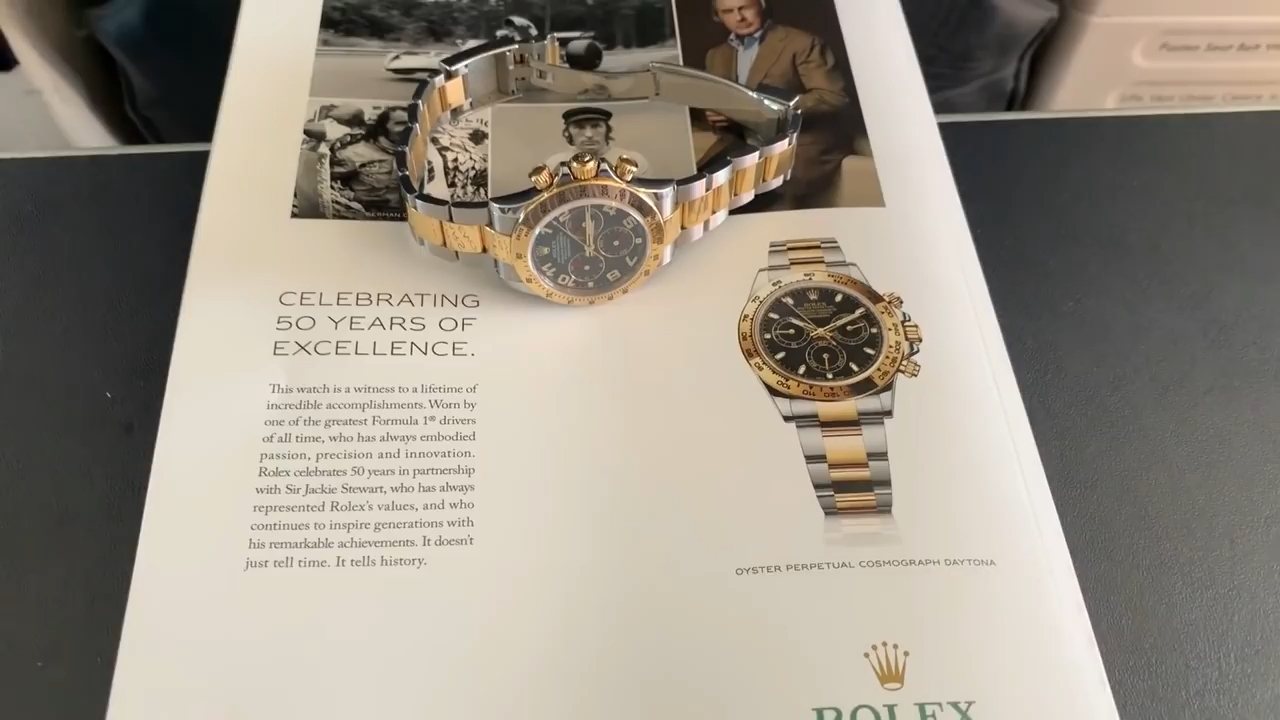 CELEBRATING
50 YEARS OF
EXCELLENCE.
This watch is a witness to a lifetime of
incredible accomplishments. Worn by
one of the greatest Formula 1® drivers
of all time, who has always embodied
passion, precision and innovation.
Rolex celebrates 50 years in partnership
with Sir Jackie Stewart, who has always
represented Rolex's values, and who
continues to inspire generations with
his remarkable achievements. It doesn't
just tell time. It tells history.
OYSTER PERPETUAL COSMOGRAPH DAYTONA
ROLEX